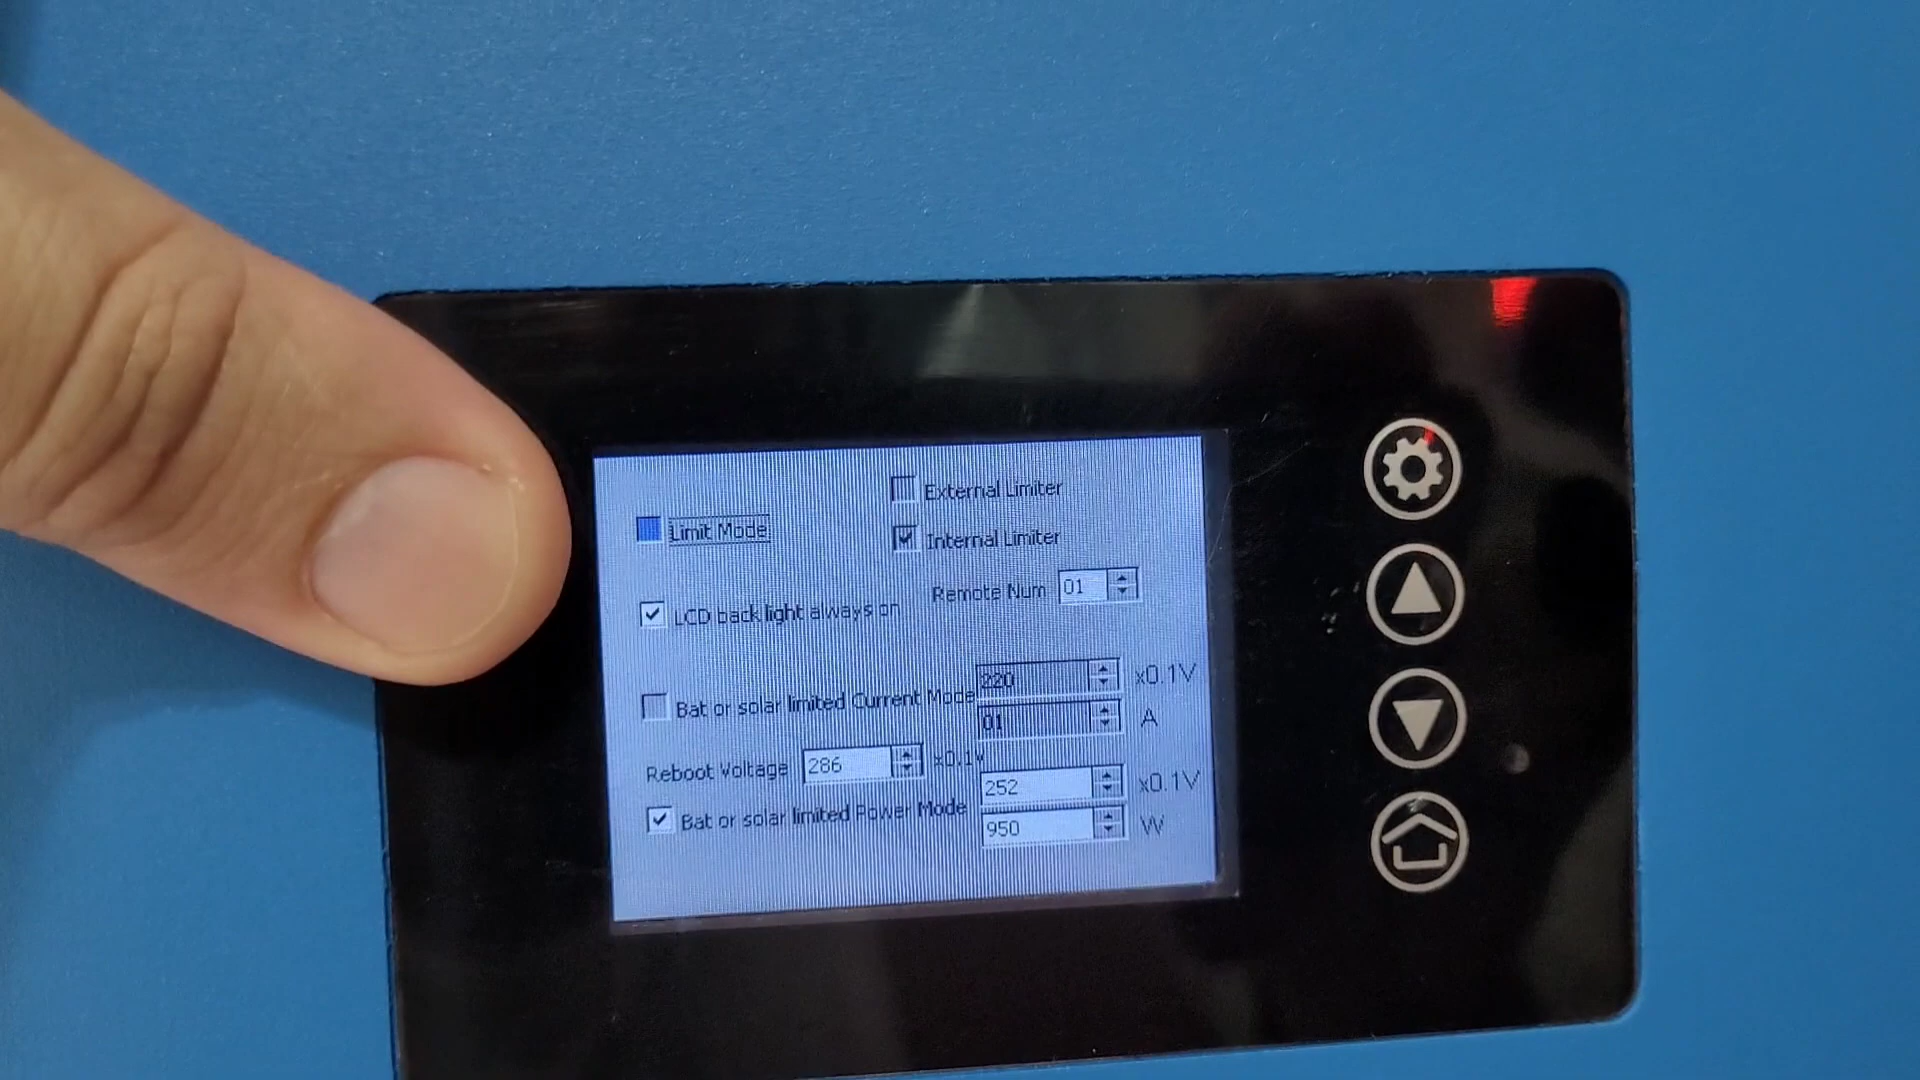 External Limiter
Limit Mode
Internal Limiter
Remote Num 01
LCD back light always on
Bat or solar limited Current Mode 220 x0.1V
01 A
Reboot Voltage 286 x0.1V
252 x0.1V
Bat or solar limited Power Mode
950 W